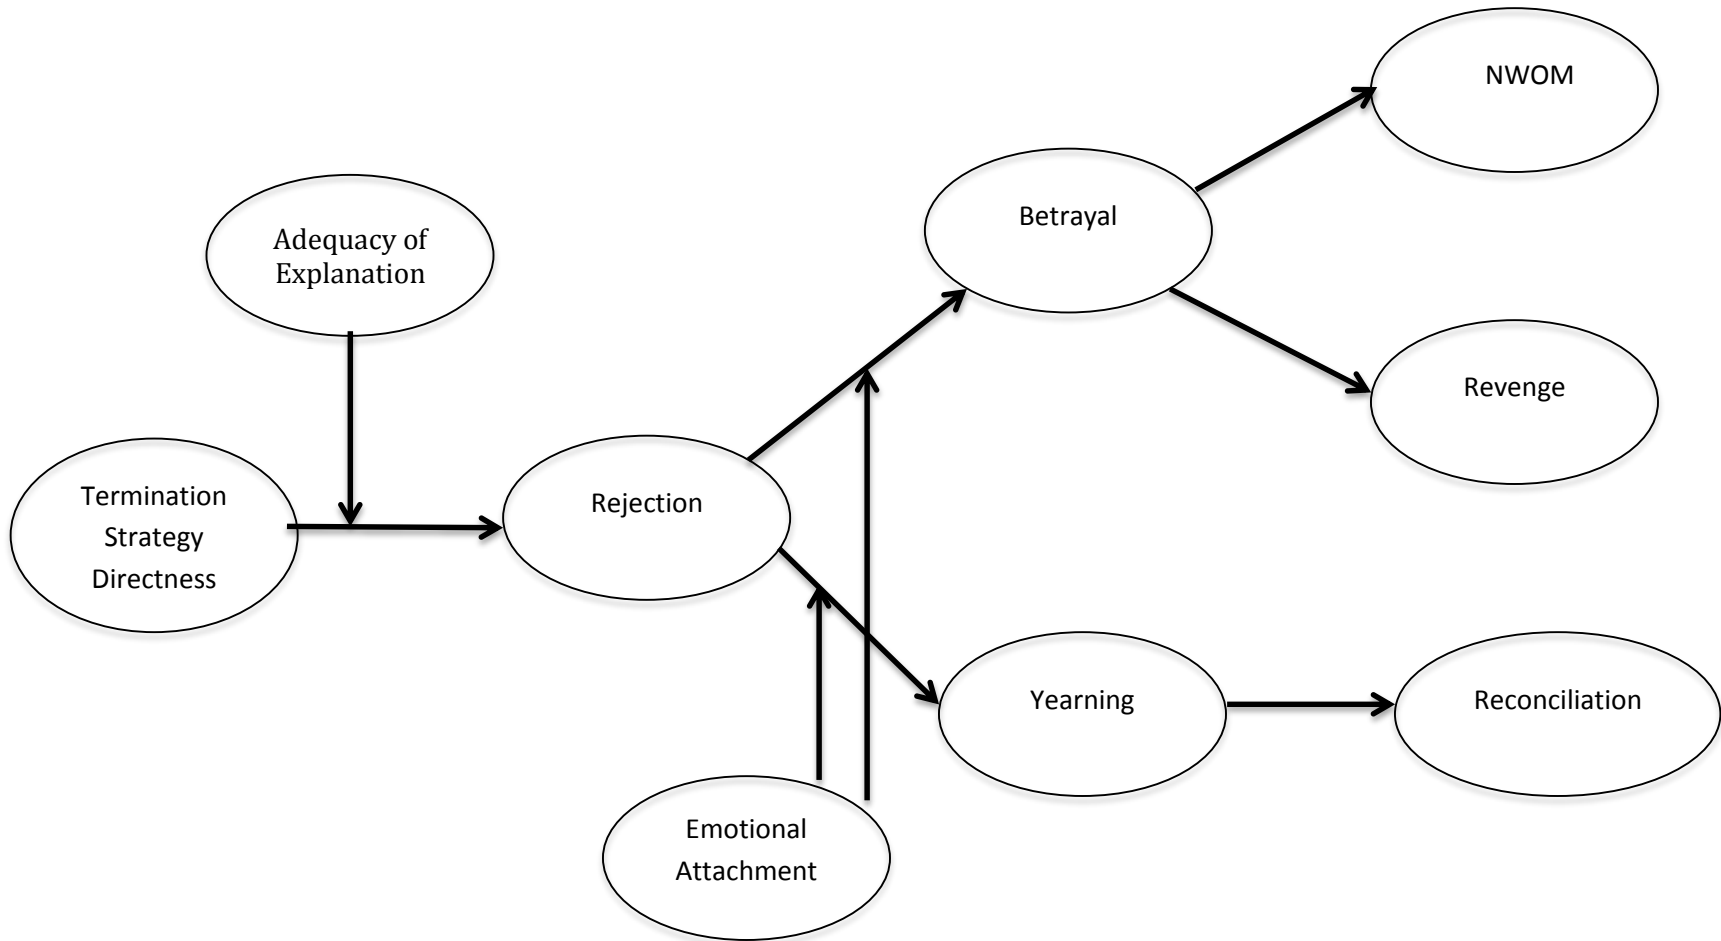 NWOM
Betrayal
Adequacy of
Explanation
Revenge
Termination
Strategy
Directness
Rejection
Yearning
Reconciliation
Emotional
Attachment